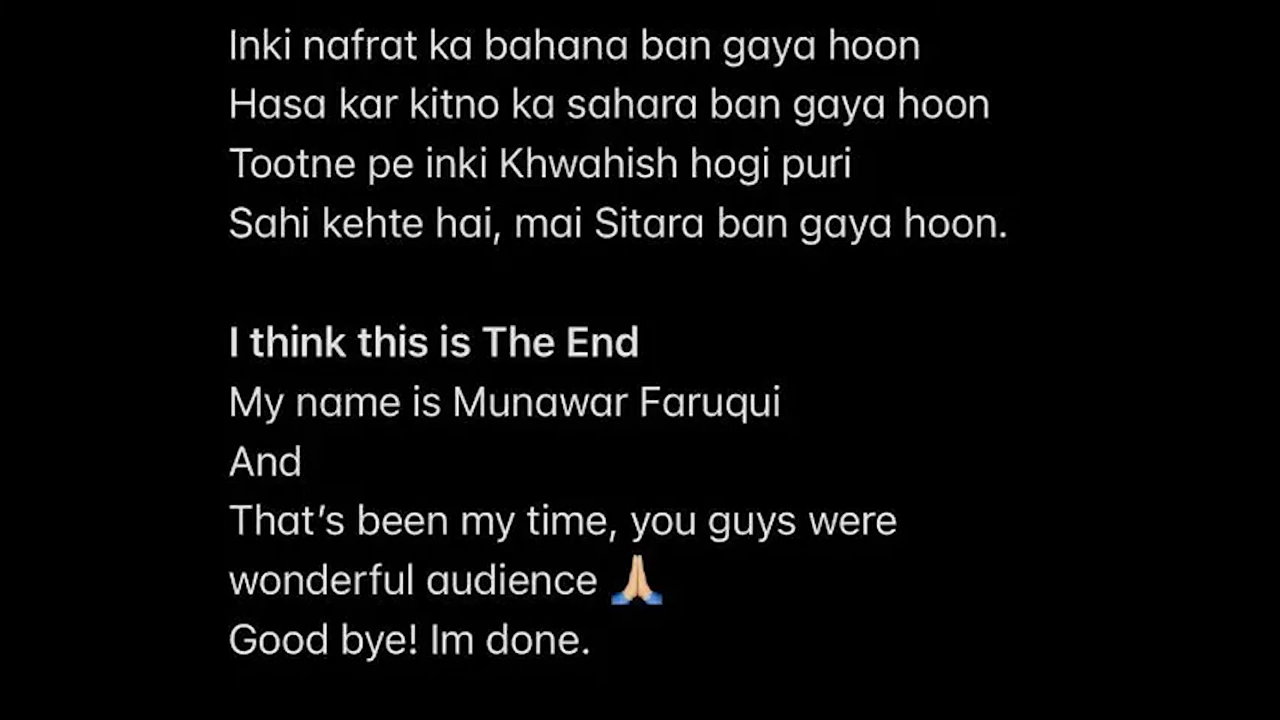 Inki nafrat ka bahana ban gaya hoon
Hasa kar kitno ka sahara ban gaya hoon
Tootne pe inki Khwahish hogi puri
Sahi kehte hai, mai Sitara ban gaya hoon.
I think this is The End
My name is Munawar Faruqui
And
That’s been my time, you guys were
wonderful audience 🙏🏼
Good bye! Im done.